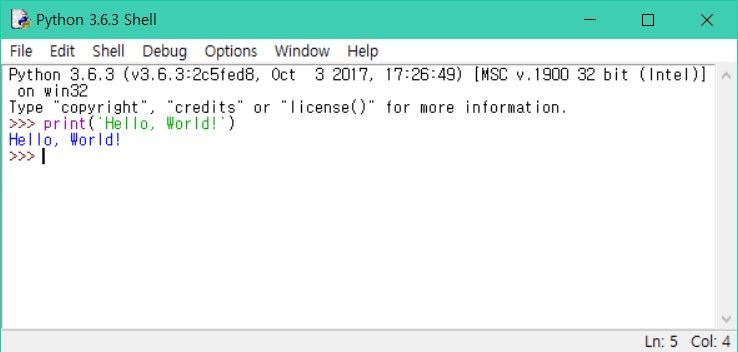 Python 3.6.3 Shell
File Edit Shell Debug Options Window Help
Python 3.6.3 (v3.6.3:2c5fed8, Oct  3 2017, 17:26:49) [MSC v.1900 32 bit (Intel)]
 on win32
Type "copyright", "credits" or "license()" for more information.
>>> print('Hello, World!')
Hello, World!
>>>
Ln: 5 Col: 4